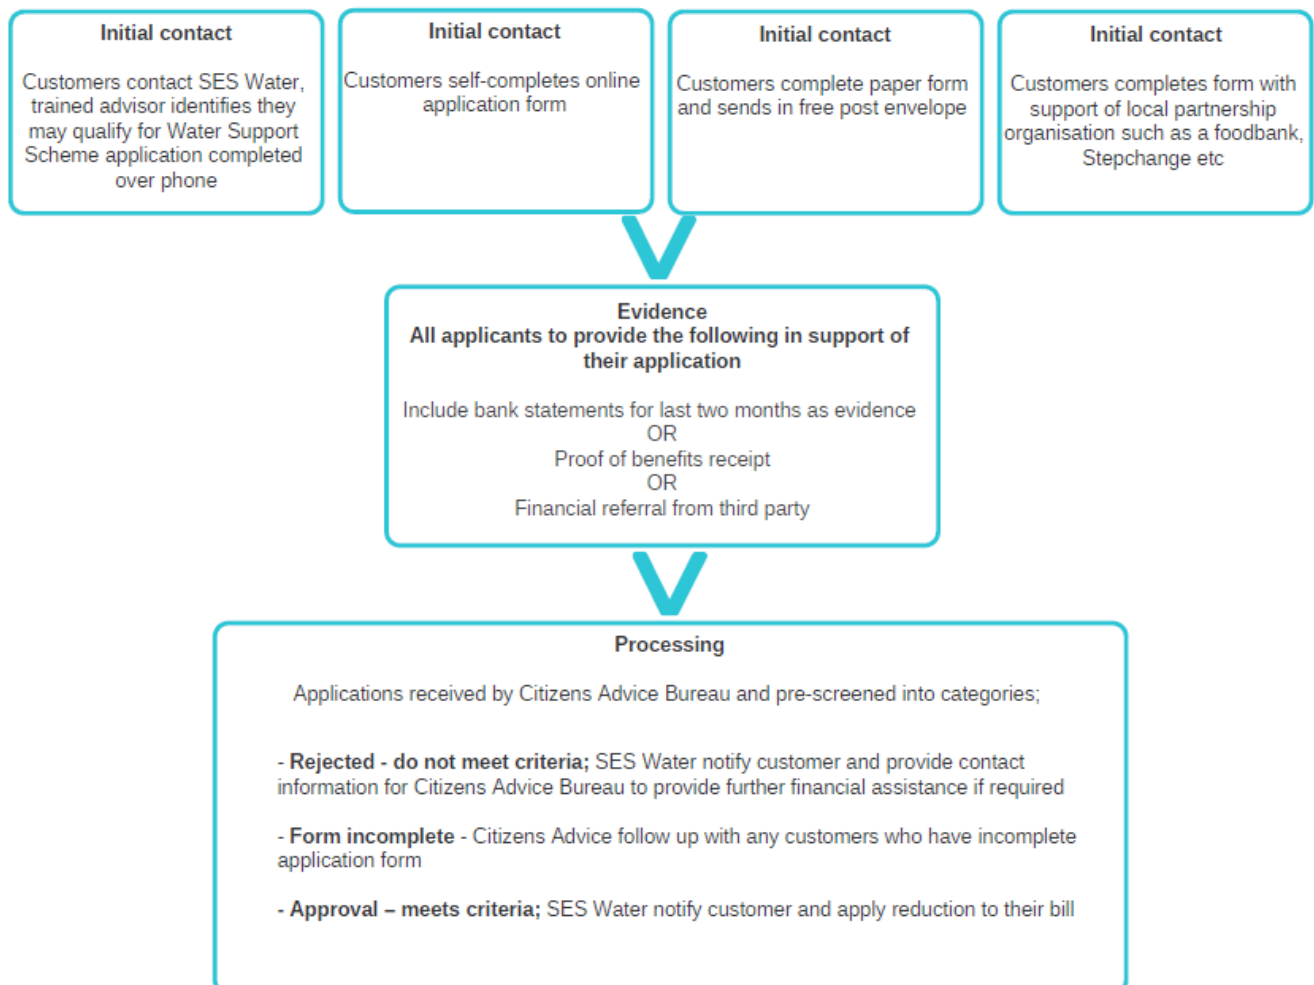 Initial contact
Customers contact SES Water,
trained advisor identifies they
may qualify for Water Support
Scheme application completed
over phone
Initial contact
Customers self-completes online
application form
Initial contact
Customers complete paper form
and sends in free post envelope
Initial contact
Customers completes form with
support of local partnership
organisation such as a foodbank,
Stepchange etc
Evidence
All applicants to provide the following in support of
their application
Include bank statements for last two months as evidence
OR
Proof of benefits receipt
OR
Financial referral from third party
Processing
Applications received by Citizens Advice Bureau and pre-screened into categories;
- Rejected - do not meet criteria; SES Water notify customer and provide contact
information for Citizens Advice Bureau to provide further financial assistance if required
- Form incomplete - Citizens Advice follow up with any customers who have incomplete
application form
- Approval – meets criteria; SES Water notify customer and apply reduction to their bill